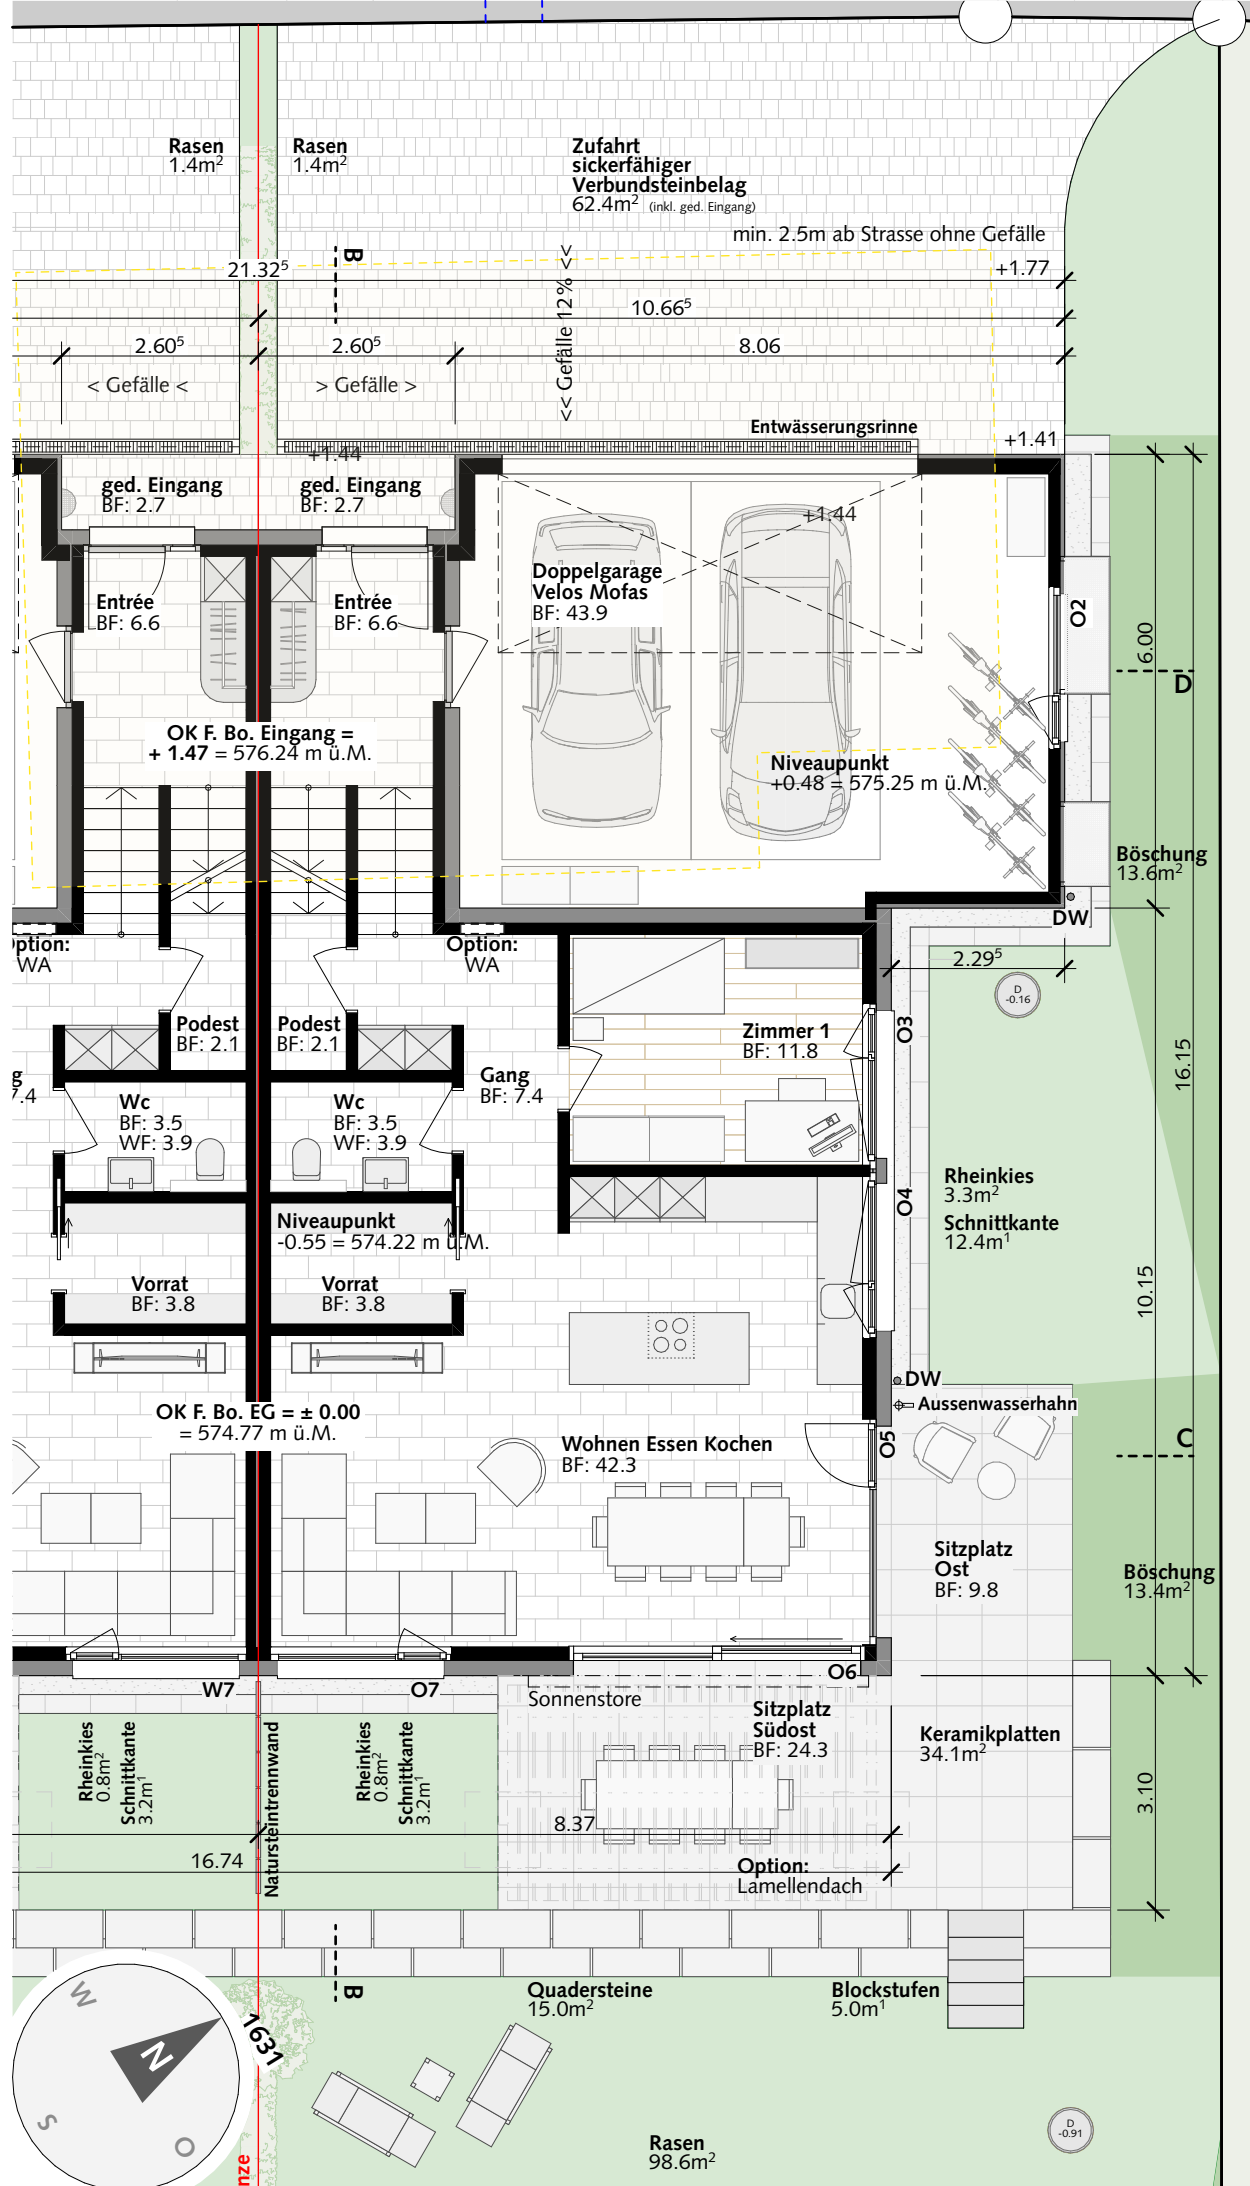 Rasen
1.4m²
Rasen
1.4m²
Zufahrt
sickerfähiger
Verbundsteinbelag
62.4m² (inkl. ged. Eingang)
min. 2.5m ab Strasse ohne Gefälle
B
21.32⁵
+1.77
10.66⁵
2.60⁵
2.60⁵
8.06
< Gefälle <
> Gefälle >
<< Gefälle 12% <<
Entwässerungsrinne
+1.41
+1.44
ged. Eingang
BF: 2.7
ged. Eingang
BF: 2.7
+1.44
Doppelgarage
Velos Mofas
BF: 43.9
Entrée
BF: 6.6
Entrée
BF: 6.6
O2
6.00
D
OK F. Bo. Eingang =
+ 1.47 = 576.24 m ü.M.
Niveaupunkt
+0.48 = 575.25 m ü.M.
Böschung
13.6m²
DW
ption:
WA
Option:
WA
2.29⁵
D
-0.16
Podest
BF: 2.1
Podest
BF: 2.1
Zimmer 1
BF: 11.8
O3
16.15
g
7.4
Gang
BF: 7.4
Wc
BF: 3.5
WF: 3.9
Wc
BF: 3.5
WF: 3.9
O4
Rheinkies
3.3m²
Schnittkante
12.4m¹
Niveaupunkt
-0.55 = 574.22 m ü.M.
Vorrat
BF: 3.8
Vorrat
BF: 3.8
10.15
DW
Aussenwasserhahn
OK F. Bo. EG = ± 0.00
= 574.77 m ü.M.
Wohnen Essen Kochen
BF: 42.3
O5
C
Sitzplatz
Ost
BF: 9.8
Böschung
13.4m²
W7
O7
O6
Sonnenstore
Sitzplatz
Südost
BF: 24.3
Keramikplatten
34.1m²
Rheinkies
0.8m²
Schnittkante
3.2m¹
Natursteintrennwand
Rheinkies
0.8m²
Schnittkante
3.2m¹
3.10
8.37
16.74
Option:
Lamellendach
B
Quadersteine
15.0m²
Blockstufen
5.0m¹
W
N
S
O
1631
D
-0.91
Rasen
98.6m²
nze